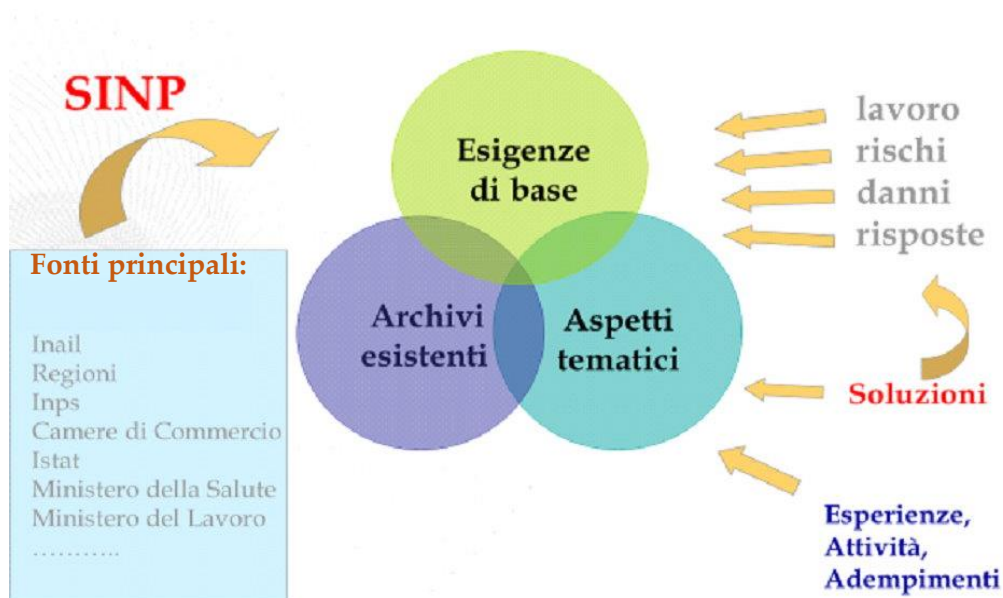 SINP
Fonti principali:
Inail
Regioni
Inps
Camere di Commercio
Istat
Ministero della Salute
Ministero del Lavoro
...........
Esigenze
di base
Archivi
esistenti
Aspetti
tematici
lavoro
rischi
danni
risposte
Soluzioni
Esperienze,
Attività,
Adempimenti